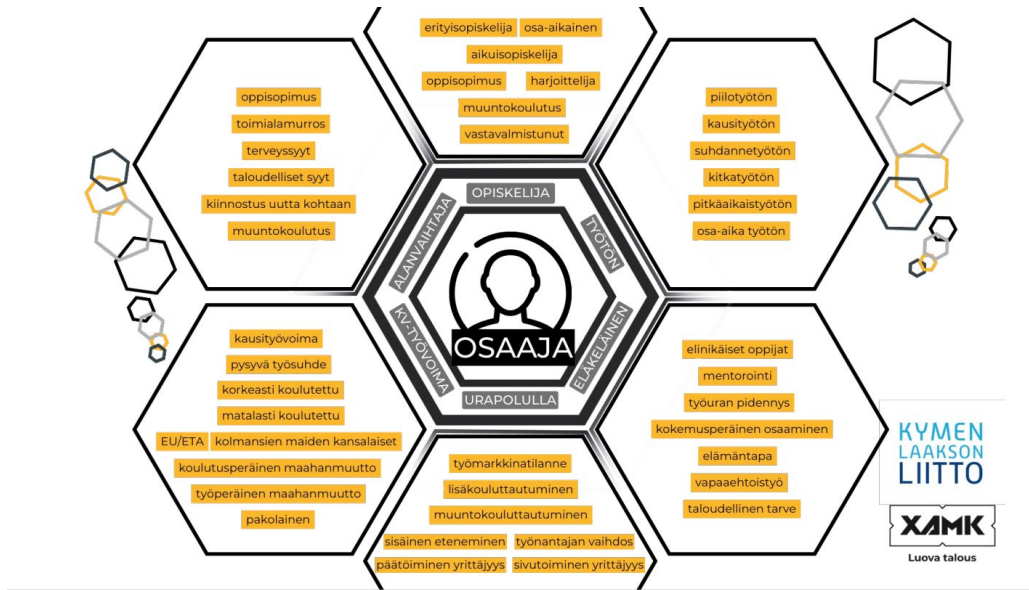 erityisopiskelija osa-aikainen
aikuisopiskelija
oppisopimus harjoittelija
muuntokoulutus
vastavalmistunut
oppisopimus
toimialamurros
terveyssyt
taloudelliset syyt
kiinnostus uutta kohtaan
muuntokoulutus
piilotyötön
kausityötön
suhdannetyötön
kitkatyötön
pitkäaikaistyötön
osa-aika työtön
OPISKELIJA
ALANVAIHTAJA
TYÖTÖN
OSAAJA
KV-TYÖVOIMA
ELÄKELÄINEN
URAPOLULLA
kausityövoima
pysyvä työsuhde
korkeasti koulutettu
matalasti koulutettu
EU/ETA kolmansien maiden kansalaiset
koulutusperäinen maahanmuutto
työperäinen maahanmuutto
pakolainen
elinikäiset oppijat
mentorointi
työuran pidennys
kokemusperäinen osaaminen
elämäntapa
vapaaehtoistyö
taloudellinen tarve
työmarkkinatilanne
lisäkouluttautuminen
muuntokouluttautuminen
sisäinen eteneminen työnantajan vaihdos
päätöiminen yrittäjyys sivutoiminen yrittäjyys
KYMEN
LAAKSON
LIITTO
XAMK
Luova talous